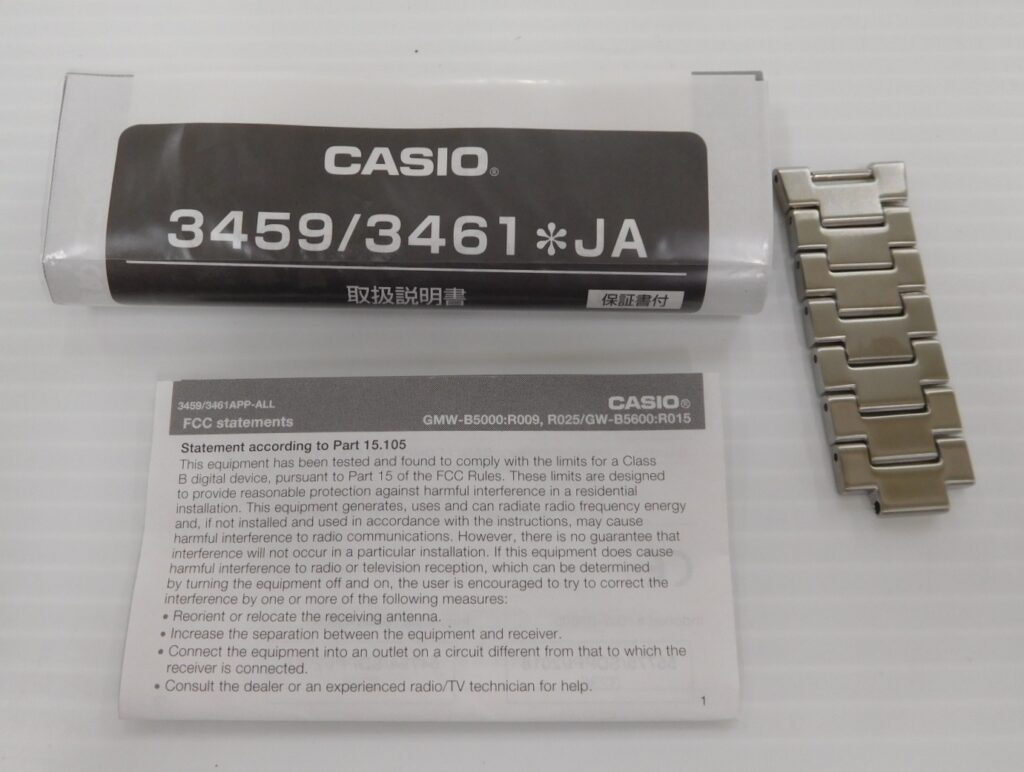 CASIO®
3459/3461✻JA
取扱説明書
保証書付
3459/3461APP-ALL
CASIO®
FCC statements
GMW-B5000:R009, R025/GW-B5600:R015
Statement according to Part 15.105
This equipment has been tested and found to comply with the limits for a Class
B digital device, pursuant to Part 15 of the FCC Rules. These limits are designed
to provide reasonable protection against harmful interference in a residential
installation. This equipment generates, uses and can radiate radio frequency energy
and, if not installed and used in accordance with the instructions, may cause
harmful interference to radio communications. However, there is no guarantee that
interference will not occur in a particular installation. If this equipment does cause
harmful interference to radio or television reception, which can be determined
by turning the equipment off and on, the user is encouraged to try to correct the
interference by one or more of the following measures:
• Reorient or relocate the receiving antenna.
• Increase the separation between the equipment and receiver.
• Connect the equipment into an outlet on a circuit different from that to which the
receiver is connected.
• Consult the dealer or an experienced radio/TV technician for help.
1